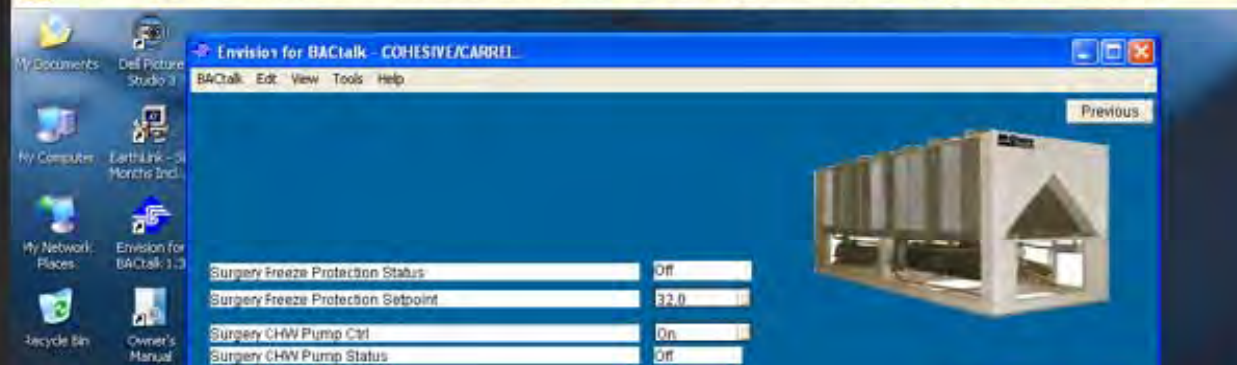 My Documents
Dell Picture
Studio 3
My Computer
EarthLink - Si
Months Incl...
My Network
Places
Envision for
BACtalk 1.3
Recycle Bin
Owner's
Manual
Envision for BACtalk - COHESIVE/CARREL...
BACtalk Edit View Tools Help
Previous
Surgery Freeze Protection Status Off
Surgery Freeze Protection Setpoint 32.0
Surgery CHW Pump Ctrl On
Surgery CHW Pump Status Off